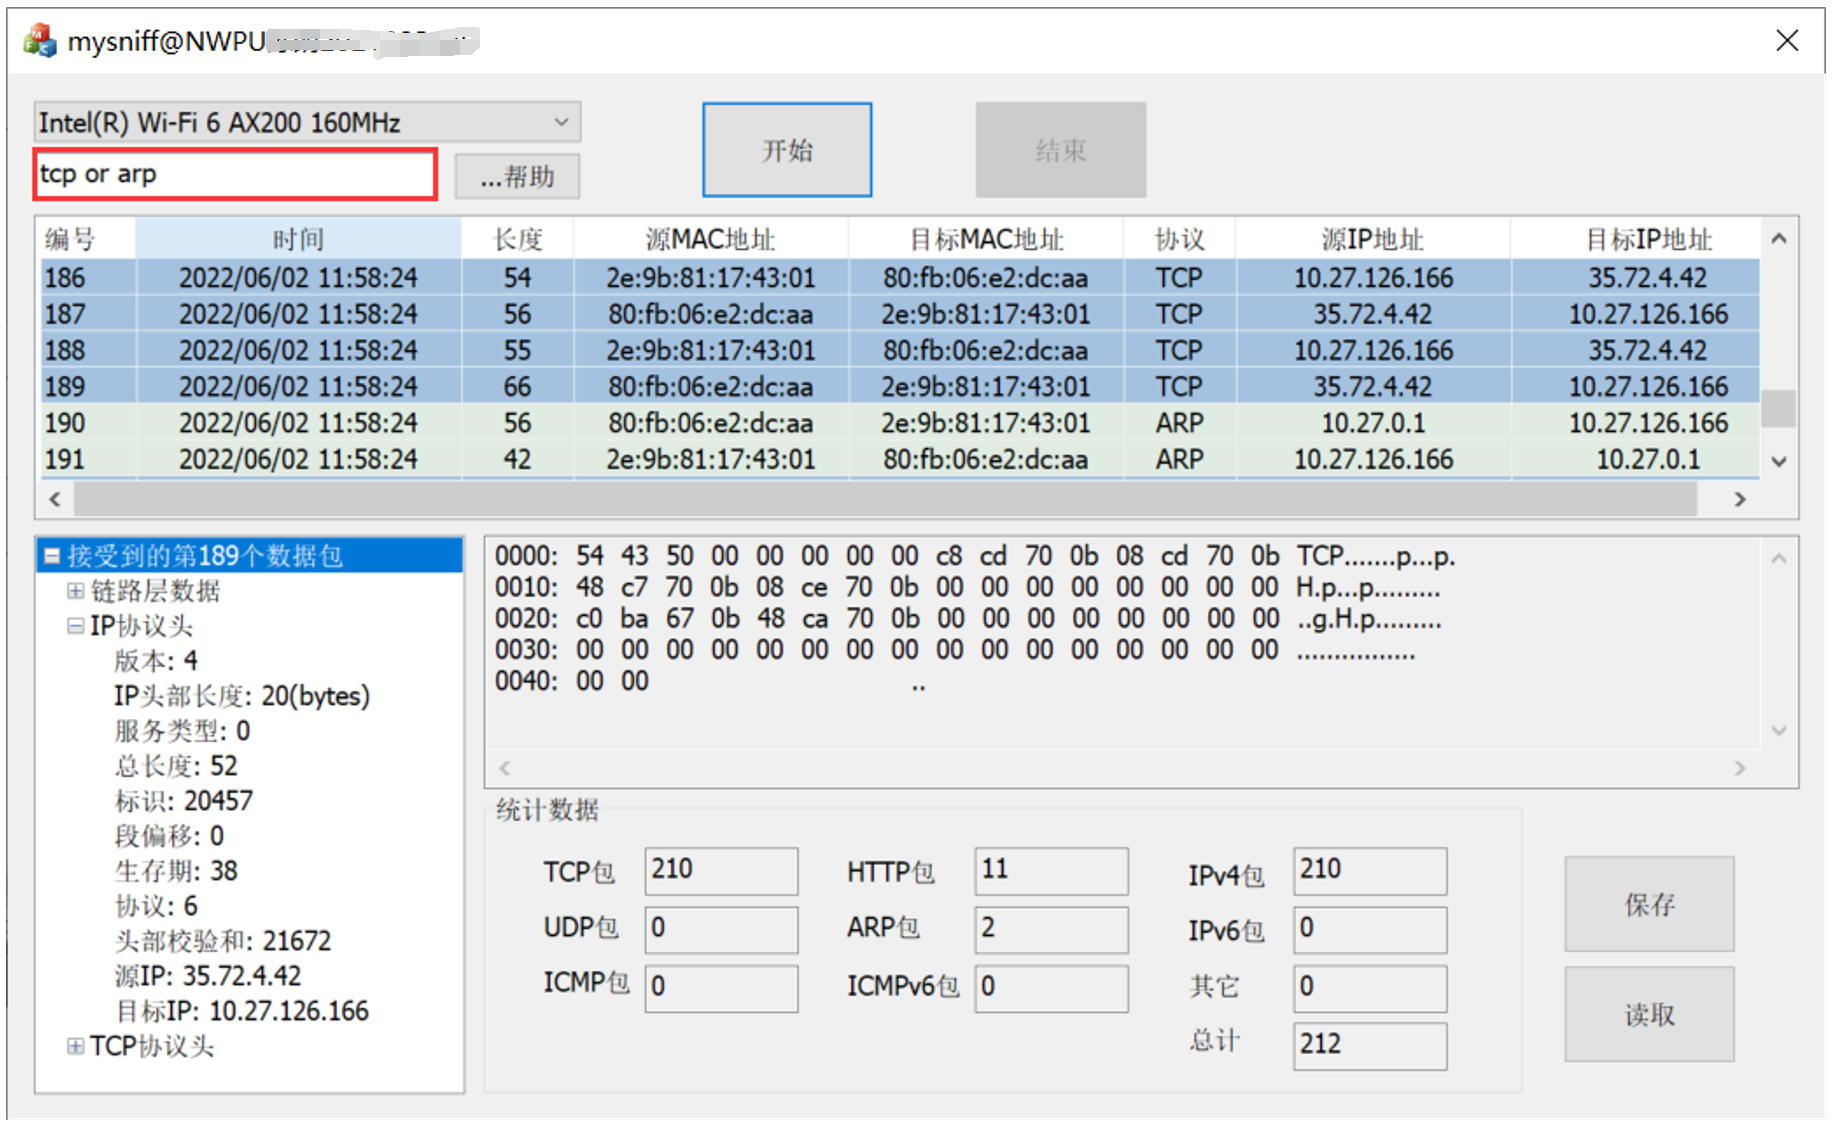 mysniff@NWPU
Intel(R) Wi-Fi 6 AX200 160MHz
tcp or arp
...帮助
开始
结束
编号 时间 长度 源MAC地址 目标MAC地址 协议 源IP地址 目标IP地址
186 2022/06/02 11:58:24 54 2e:9b:81:17:43:01 80:fb:06:e2:dc:aa TCP 10.27.126.166 35.72.4.42
187 2022/06/02 11:58:24 56 80:fb:06:e2:dc:aa 2e:9b:81:17:43:01 TCP 35.72.4.42 10.27.126.166
188 2022/06/02 11:58:24 55 2e:9b:81:17:43:01 80:fb:06:e2:dc:aa TCP 10.27.126.166 35.72.4.42
189 2022/06/02 11:58:24 66 80:fb:06:e2:dc:aa 2e:9b:81:17:43:01 TCP 35.72.4.42 10.27.126.166
190 2022/06/02 11:58:24 56 80:fb:06:e2:dc:aa 2e:9b:81:17:43:01 ARP 10.27.0.1 10.27.126.166
191 2022/06/02 11:58:24 42 2e:9b:81:17:43:01 80:fb:06:e2:dc:aa ARP 10.27.126.166 10.27.0.1
接受到的第189个数据包
链路层数据
IP协议头
版本: 4
IP头部长度: 20(bytes)
服务类型: 0
总长度: 52
标识: 20457
段偏移: 0
生存期: 38
协议: 6
头部校验和: 21672
源IP: 35.72.4.42
目标IP: 10.27.126.166
TCP协议头
0000: 54 43 50 00 00 00 00 00 c8 cd 70 0b 08 cd 70 0b TCP.......p...p.
0010: 48 c7 70 0b 08 ce 70 0b 00 00 00 00 00 00 00 00 H.p...p.........
0020: c0 ba 67 0b 48 ca 70 0b 00 00 00 00 00 00 00 00 ..g.H.p.........
0030: 00 00 00 00 00 00 00 00 00 00 00 00 00 00 00 00 ................
0040: 00 00 ..
统计数据
TCP包 210 HTTP包 11 IPv4包 210
UDP包 0 ARP包 2 IPv6包 0
ICMP包 0 ICMPv6包 0 其它 0
总计 212
保存
读取